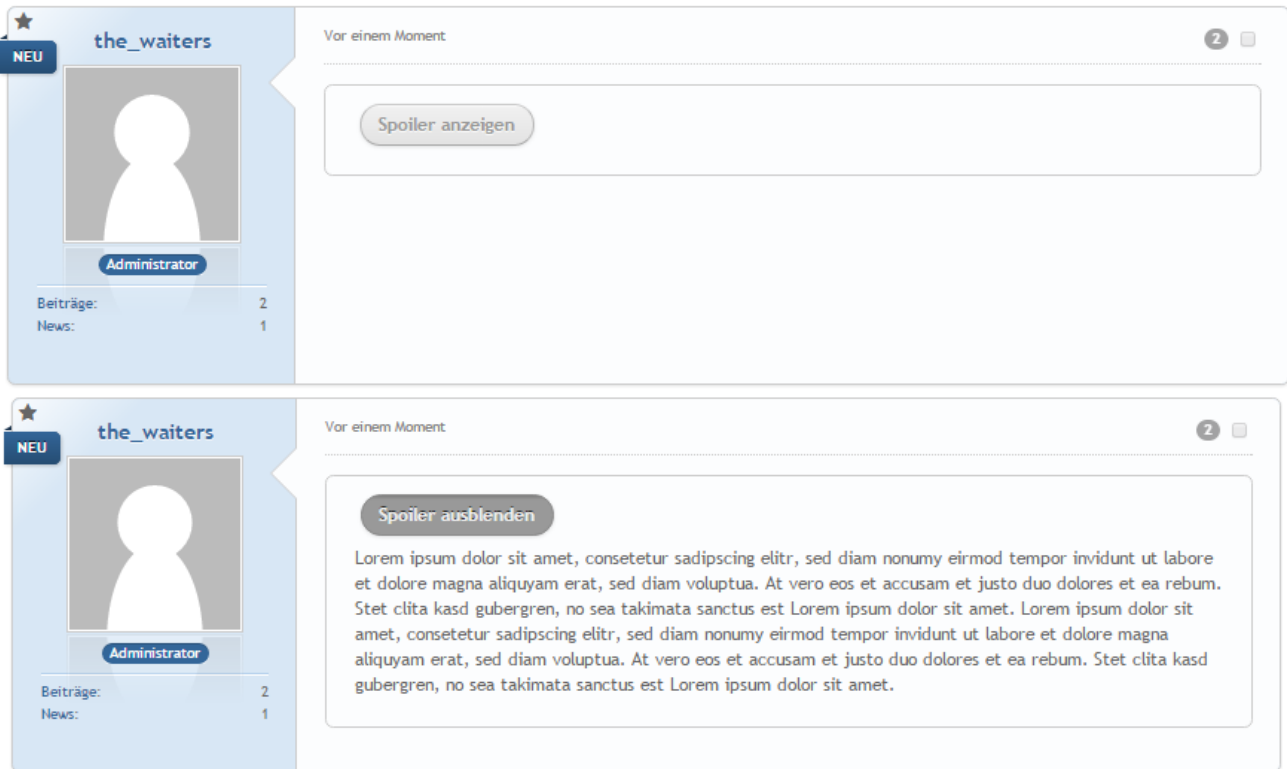 the_waiters
NEU
Vor einem Moment
2
Spoiler anzeigen
Administrator
Beiträge: 2
News: 1
the_waiters
NEU
Vor einem Moment
2
Spoiler ausblenden
Lorem ipsum dolor sit amet, consetetur sadipscing elitr, sed diam nonumy eirmod tempor invidunt ut labore
et dolore magna aliquyam erat, sed diam voluptua. At vero eos et accusam et justo duo dolores et ea rebum.
Stet clita kasd gubergren, no sea takimata sanctus est Lorem ipsum dolor sit amet. Lorem ipsum dolor sit
amet, consetetur sadipscing elitr, sed diam nonumy eirmod tempor invidunt ut labore et dolore magna
aliquyam erat, sed diam voluptua. At vero eos et accusam et justo duo dolores et ea rebum. Stet clita kasd
gubergren, no sea takimata sanctus est Lorem ipsum dolor sit amet.
Administrator
Beiträge: 2
News: 1